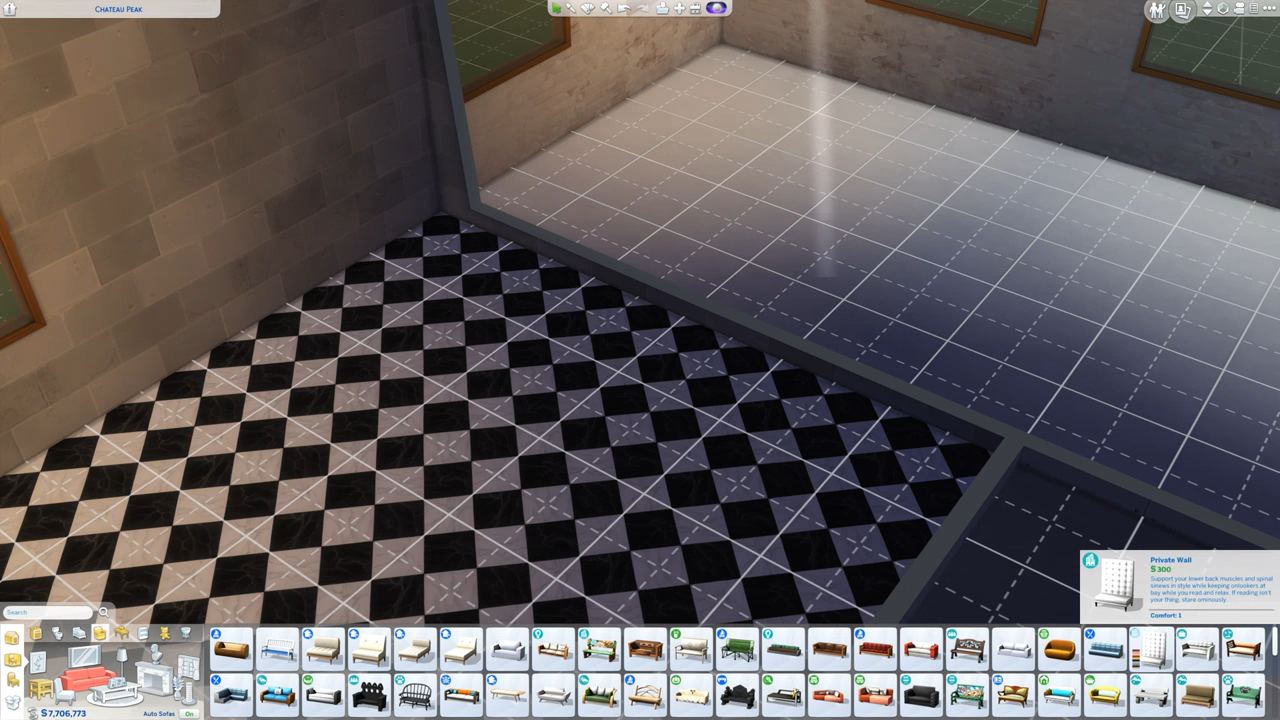 Chateau Peak
Private Wall
§300
Support your lower back muscles and spinal
sinews in style while keeping onlookers at
bay while you read and relax. If reading isn't
your thing, stare ominously.
Comfort: 1
Search
§7,706,773
Auto Sofas
On